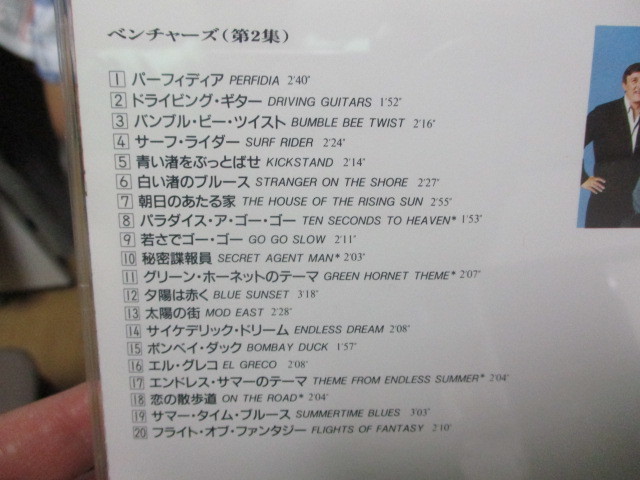 ベンチャーズ(第2集)
1 パーフィディア PERFIDIA 2'40"
2 ドライビング・ギター DRIVING GUITARS 1'52"
3 バンブル・ビー・ツイスト BUMBLE BEE TWIST 2'16"
4 サーフ・ライダー SURF RIDER 2'24"
5 青い渚をぶっとばせ KICKSTAND 2'14"
6 白い渚のブルース STRANGER ON THE SHORE 2'27"
7 朝日のあたる家 THE HOUSE OF THE RISING SUN 2'55"
8 パラダイス・ア・ゴー・ゴー TEN SECONDS TO HEAVEN* 1'53"
9 若さでゴー・ゴー GO GO SLOW 2'11"
10 秘密諜報員 SECRET AGENT MAN* 2'03"
11 グリーン・ホーネットのテーマ GREEN HORNET THEME* 2'07"
12 夕陽は赤く BLUE SUNSET 3'18"
13 太陽の街 MOD EAST 2'28"
14 サイケデリック・ドリーム ENDLESS DREAM 2'08"
15 ボンベイ・ダック BOMBAY DUCK 1'57"
16 エル・グレコ EL GRECO 2'08"
17 エンドレス・サマーのテーマ THEME FROM ENDLESS SUMMER* 2'04"
18 恋の散歩道 ON THE ROAD* 2'04"
19 サマー・タイム・ブルース SUMMERTIME BLUES 3'03"
20 フライト・オブ・ファンタジー FLIGHTS OF FANTASY 2'10"